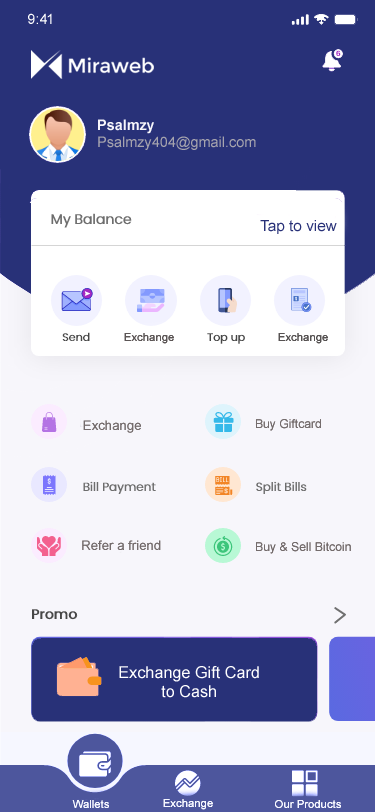 9:41
Miraweb
6
Psalmzy
Psalmzy404@gmail.com
My Balance
Tap to view
Send
Exchange
Top up
Exchange
Exchange
Buy Giftcard
Bill Payment
BILL
Split Bills
Refer a friend
Buy & Sell Bitcoin
Promo
Exchange Gift Card
to Cash
Wallets
Exchange
Our Products